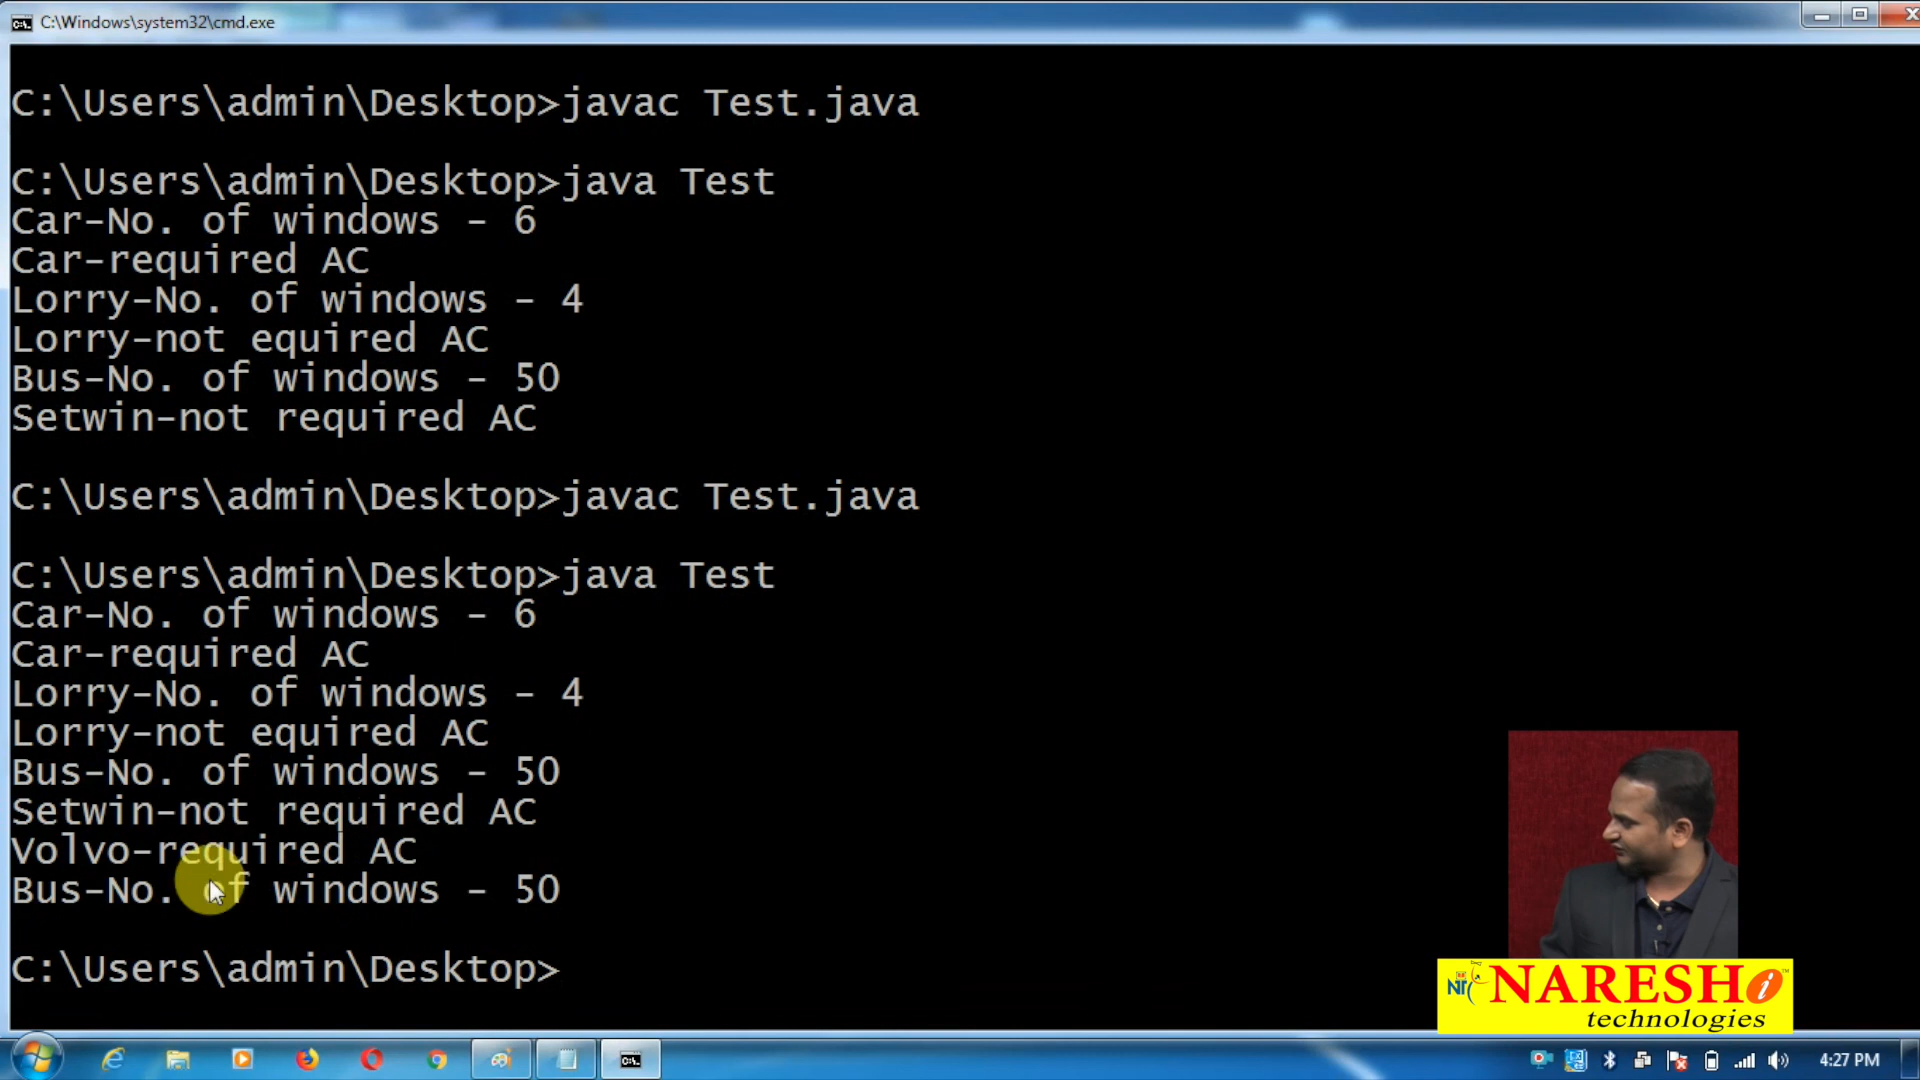 C:\Windows\system32\cmd.exe
C:\Users\admin\Desktop>javac Test.java
C:\Users\admin\Desktop>java Test
Car-No. of windows - 6
Car-required AC
Lorry-No. of windows - 4
Lorry-not equired AC
Bus-No. of windows - 50
Setwin-not required AC
C:\Users\admin\Desktop>javac Test.java
C:\Users\admin\Desktop>java Test
Car-No. of windows - 6
Car-required AC
Lorry-No. of windows - 4
Lorry-not equired AC
Bus-No. of windows - 50
Setwin-not required AC
Volvo-required AC
Bus-No. of windows - 50
C:\Users\admin\Desktop>
NARESH i
technologies
4:27 PM